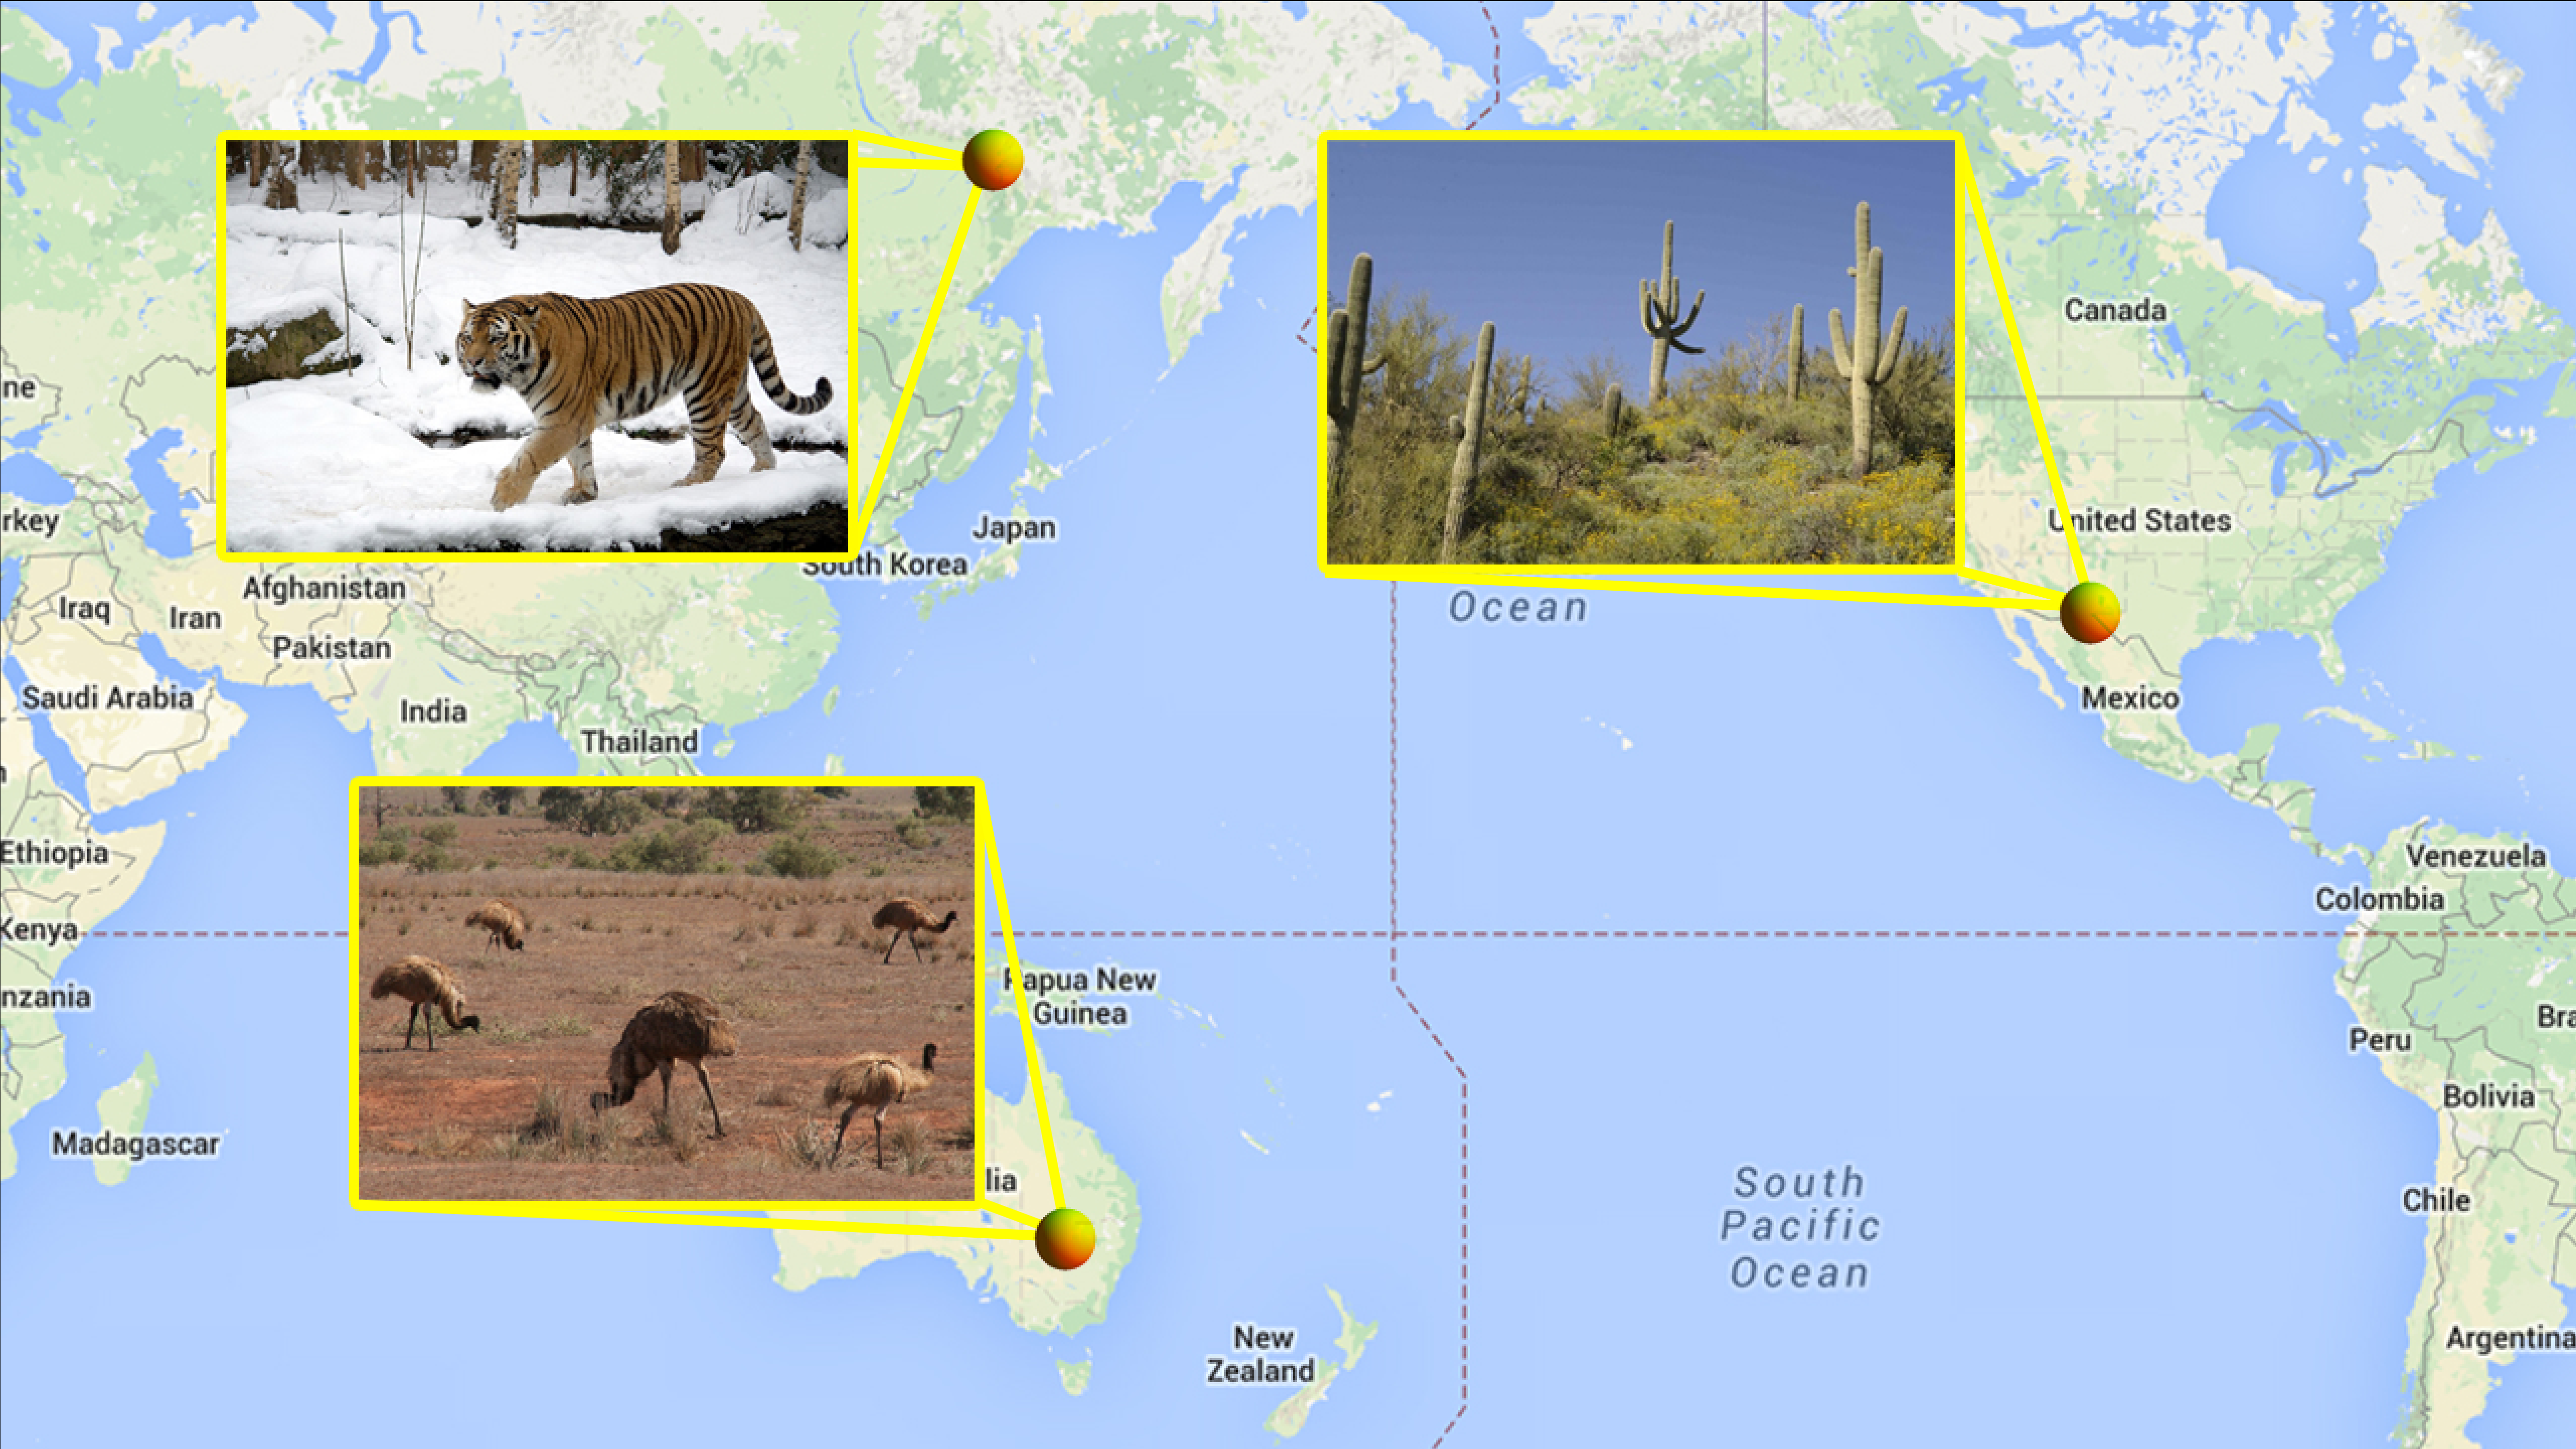 Canada
ne
rkey
Japan
United States
South Korea
Afghanistan
Iraq
Iran
Ocean
Pakistan
Saudi Arabia
India
Mexico
Thailand
Ethiopia
Venezuela
Colombia
Kenya
Papua New
Guinea
nzania
Bra
Peru
Bolivia
Madagascar
lia
South
Pacific
Ocean
Chile
New
Zealand
Argentina